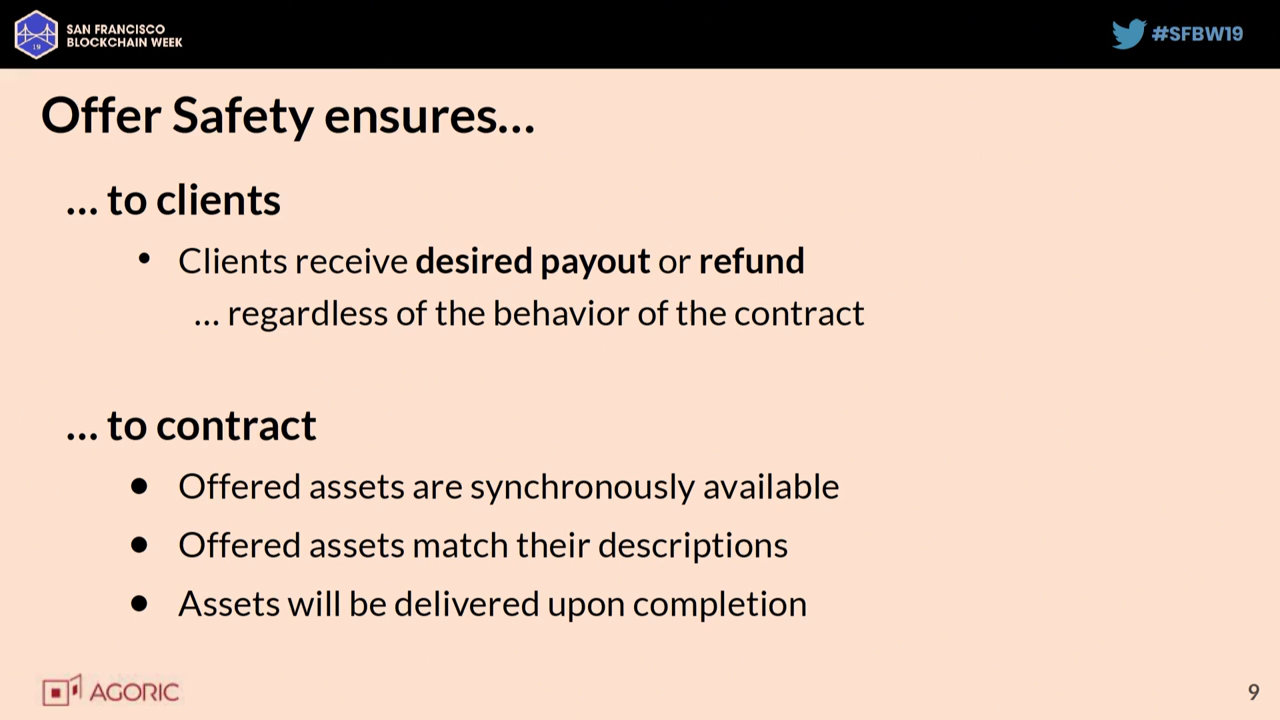 SAN FRANCISCO
BLOCKCHAIN WEEK
19
#SFBW19
Offer Safety ensures...
... to clients
• Clients receive desired payout or refund
... regardless of the behavior of the contract
... to contract
● Offered assets are synchronously available
● Offered assets match their descriptions
● Assets will be delivered upon completion
AGORIC
9